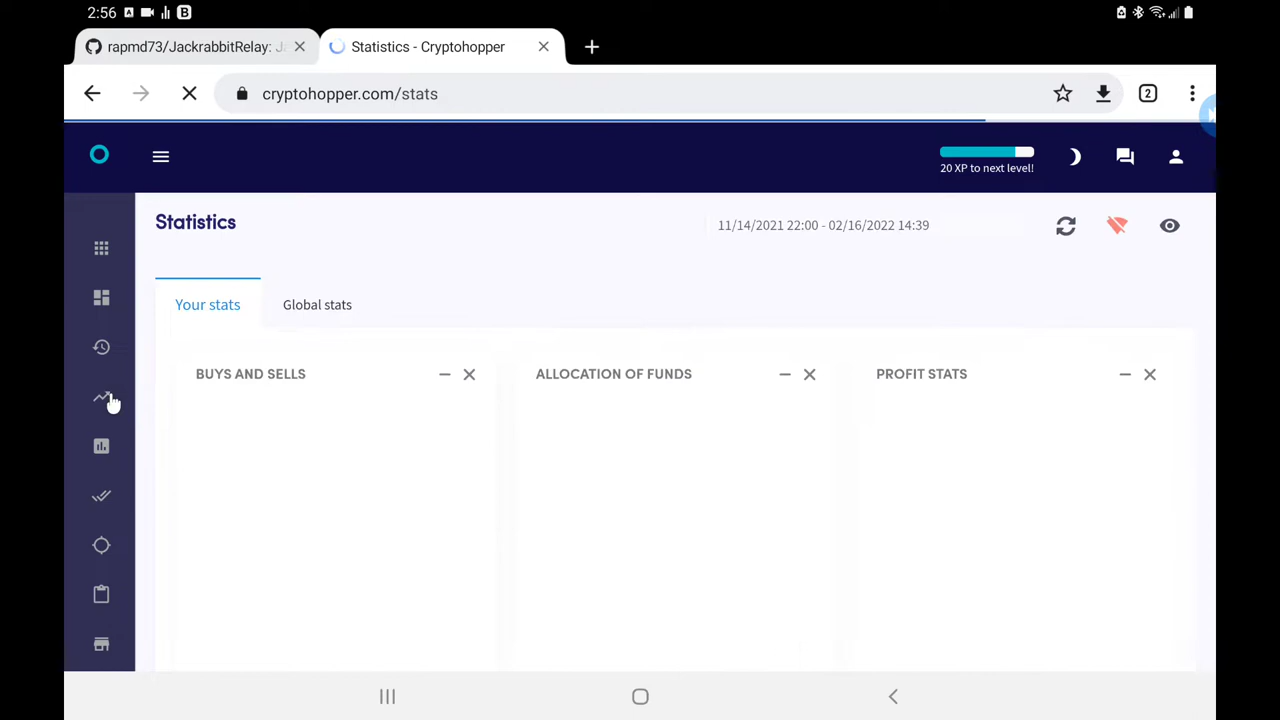 2:56
rapmd73/JackrabbitRelay: J
Statistics - Cryptohopper
cryptohopper.com/stats
2
20 XP to next level!
Statistics
11/14/2021 22:00 - 02/16/2022 14:39
Your stats
Global stats
BUYS AND SELLS
ALLOCATION OF FUNDS
PROFIT STATS